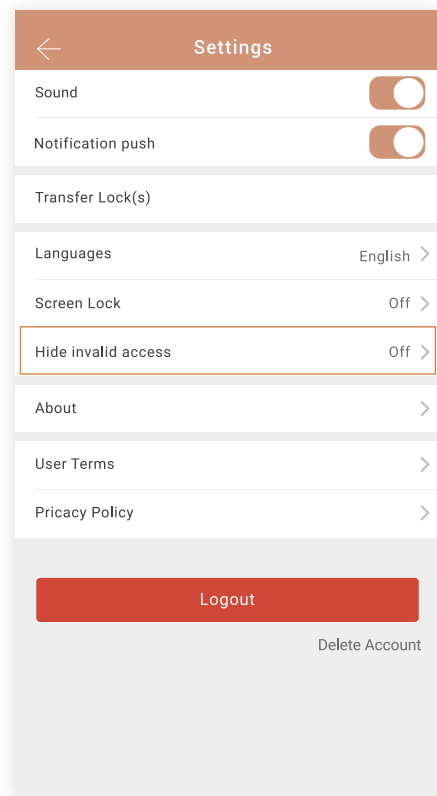 Settings
Sound
Notification push
Transfer Lock(s)
Languages English
Screen Lock Off
Hide invalid access Off
About
User Terms
Pricacy Policy
Logout
Delete Account